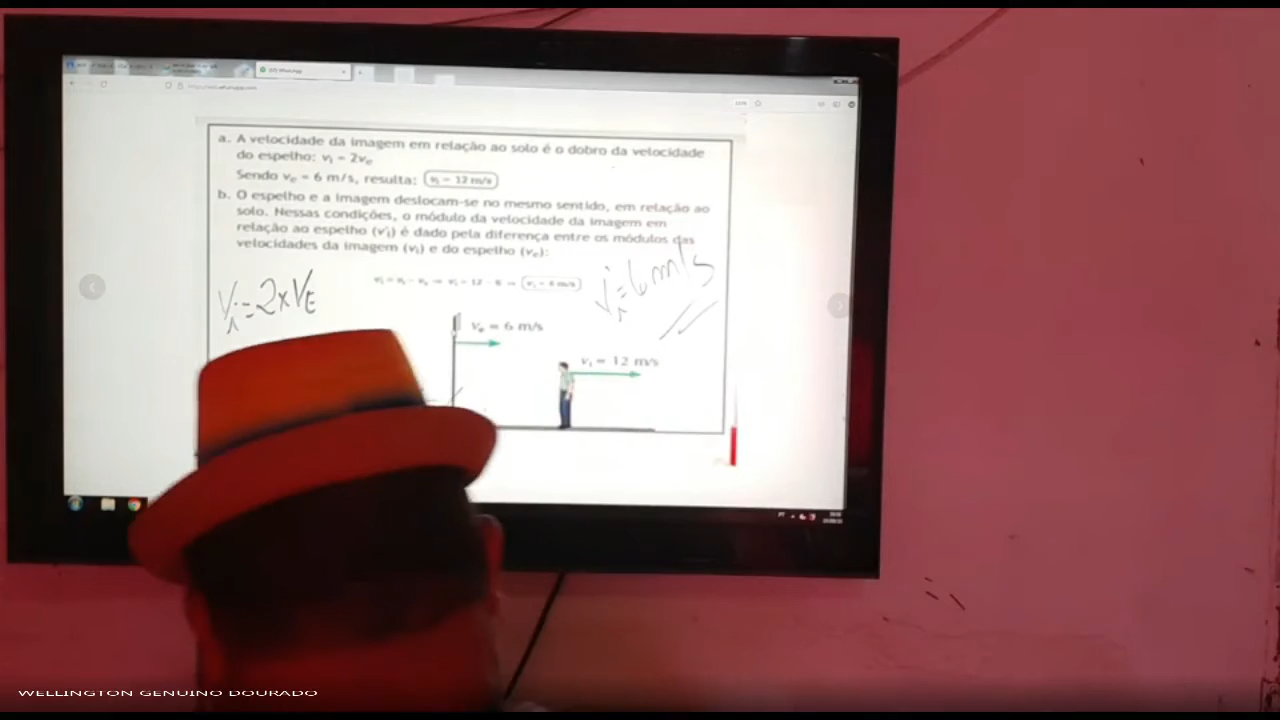 a. A velocidade da imagem em relação ao solo é o dobro da velocidade
do espelho: vi = 2ve
Sendo ve = 6 m/s, resulta: vi = 12 m/s
b. O espelho e a imagem deslocam-se no mesmo sentido, em relação ao
solo. Nessas condições, o módulo da velocidade da imagem em
relação ao espelho (v'i) é dado pela diferença entre os módulos das
velocidades da imagem (vi) e do espelho (ve):
Vi = 2 x VE
V'i = 6 m/s
ve = 6 m/s
vi = 12 m/s
WELLINGTON GENUINO DOURADO